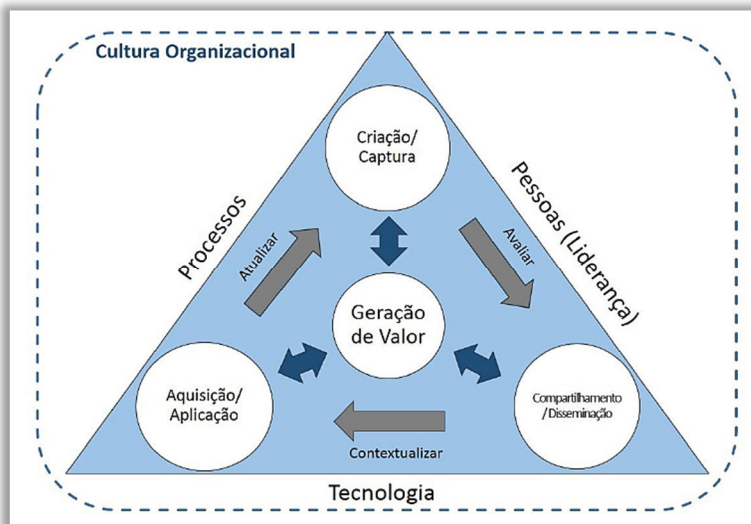 Cultura Organizacional
Criação/
Captura
Processos
Pessoas (Liderança)
Atualizar
Avaliar
Geração
de Valor
Aquisição/
Aplicação
Compartilhamento
/Disseminação
Contextualizar
Tecnologia